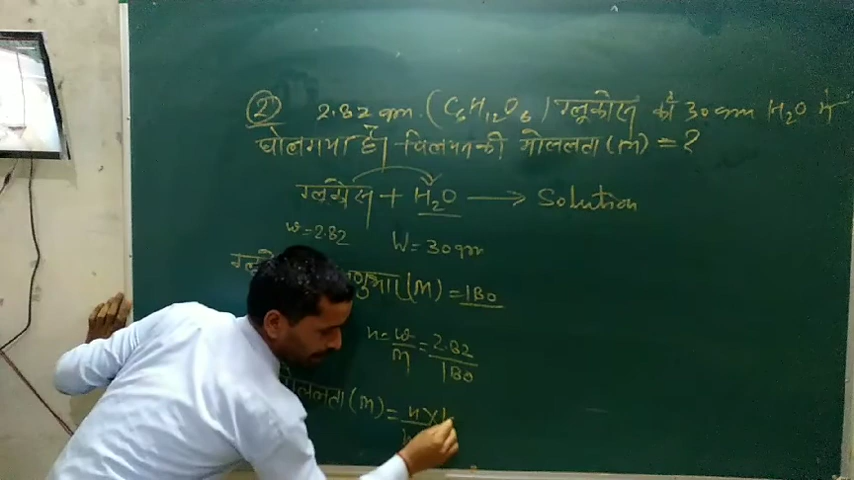 ② 2.82 gm. (C6H12O6) ग्लूकोस को 30 gm H2O में
घोला गया है। विलयन की मोललता (m) = ?
ग्लूकोस + H2O → Solution
w = 2.82 W = 30 gm
(M) = 180
n = w/M = 2.82/180
मोललता (m) = n×